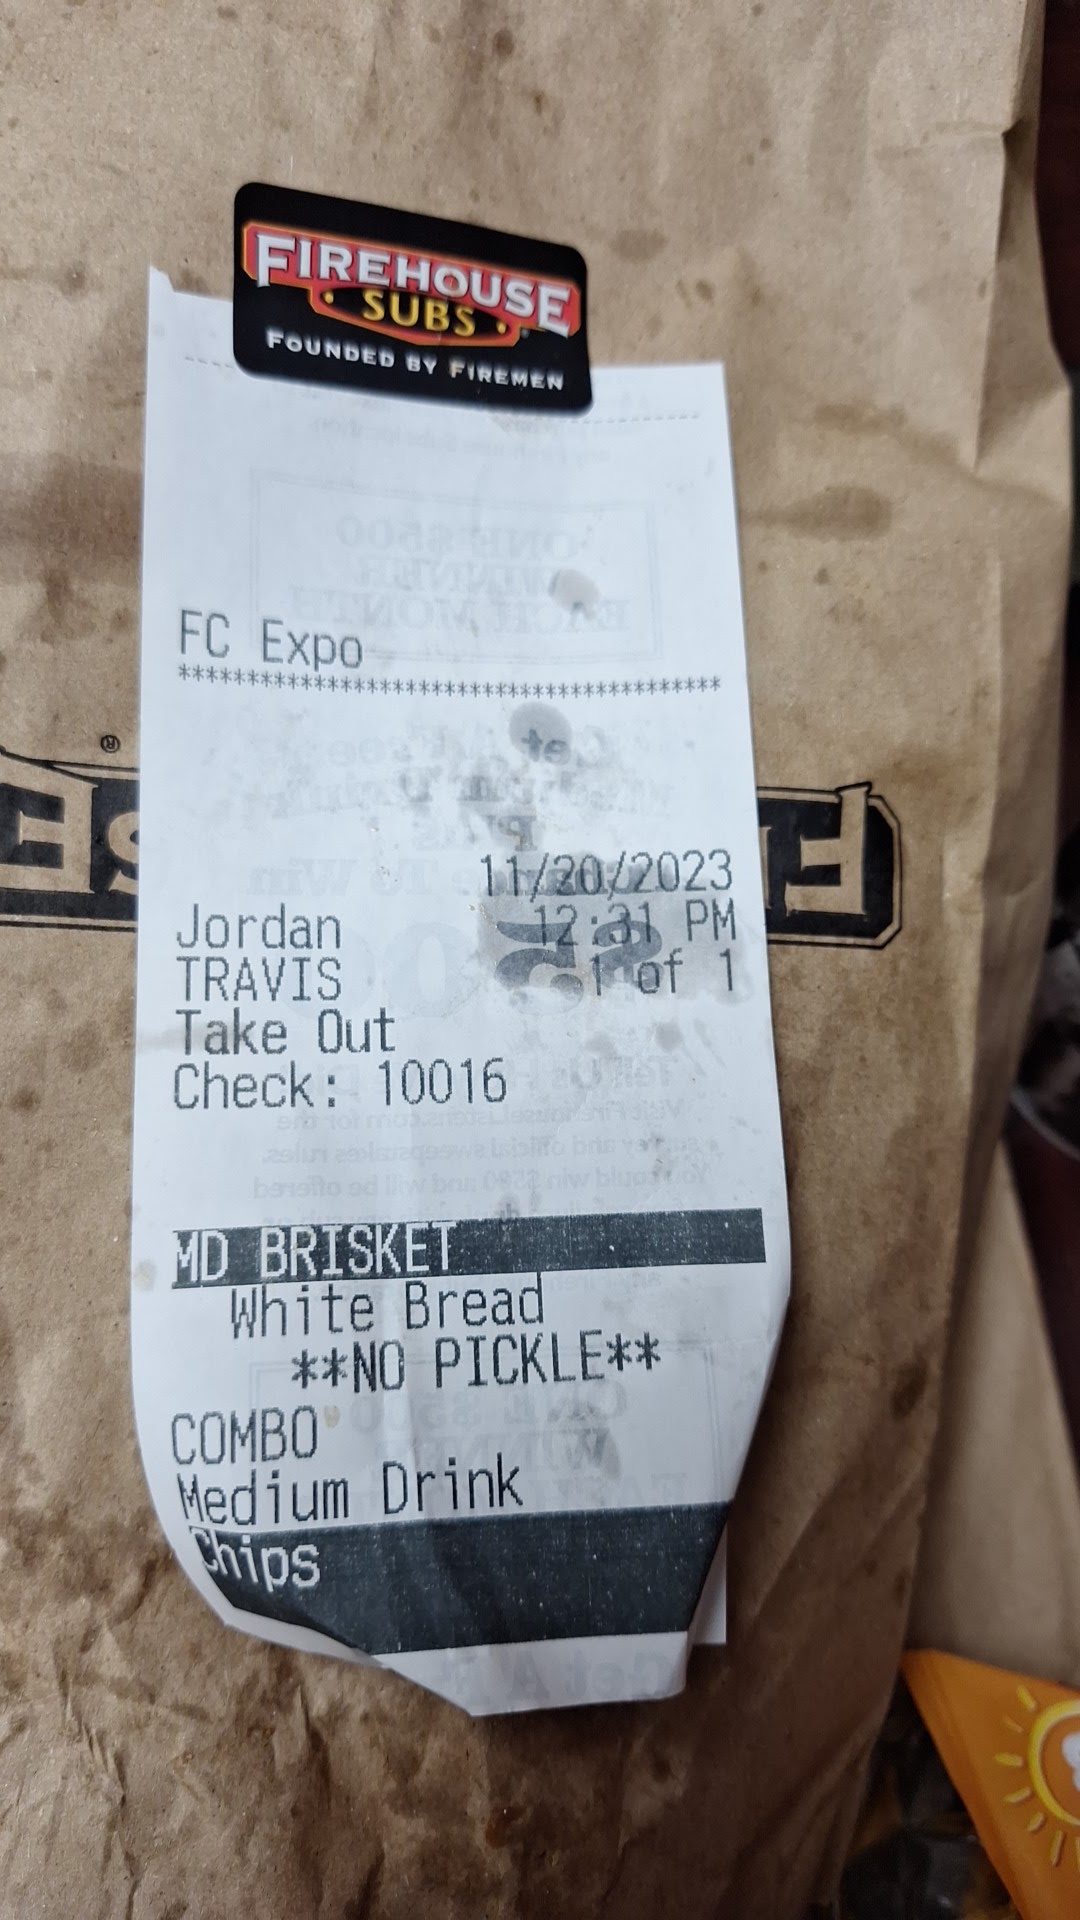 FIREHOUSE
SUBS
FOUNDED BY FIREMEN
FC Expo
****************************************
11/20/2023
Jordan 12:31 PM
TRAVIS 1 of 1
Take Out
Check: 10016
MD BRISKET
White Bread
**NO PICKLE**
COMBO
Medium Drink
Chips